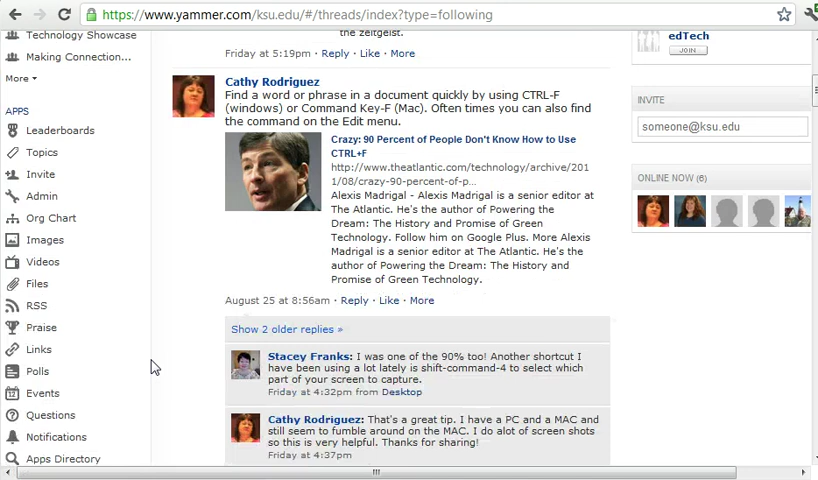 https://www.yammer.com/ksu.edu/#/threads/index?type=following
Technology Showcase
Making Connection...
More
APPS
Leaderboards
Topics
Invite
Admin
Org Chart
Images
Videos
Files
RSS
Praise
Links
Polls
12 Events
Questions
Notifications
Apps Directory
the zeitgeist.
Friday at 5:19pm · Reply · Like · More
Cathy Rodriguez
Find a word or phrase in a document quickly by using CTRL-F
(windows) or Command Key-F (Mac). Often times you can also find
the command on the Edit menu.
Crazy: 90 Percent of People Don't Know How to Use
CTRL+F
http://www.theatlantic.com/technology/archive/201
1/08/crazy-90-percent-of-p...
Alexis Madrigal - Alexis Madrigal is a senior editor at
The Atlantic. He's the author of Powering the
Dream: The History and Promise of Green
Technology. Follow him on Google Plus. More Alexis
Madrigal is a senior editor at The Atlantic. He's the
author of Powering the Dream: The History and
Promise of Green Technology.
August 25 at 8:56am · Reply · Like · More
Show 2 older replies »
Stacey Franks: I was one of the 90% too! Another shortcut I
have been using a lot lately is shift-command-4 to select which
part of your screen to capture.
Friday at 4:32pm from Desktop
Cathy Rodriguez: That's a great tip. I have a PC and a MAC and
still seem to fumble around on the MAC. I do alot of screen shots
so this is very helpful. Thanks for sharing!
Friday at 4:37pm
edTech
JOIN
INVITE
someone@ksu.edu
ONLINE NOW (6)